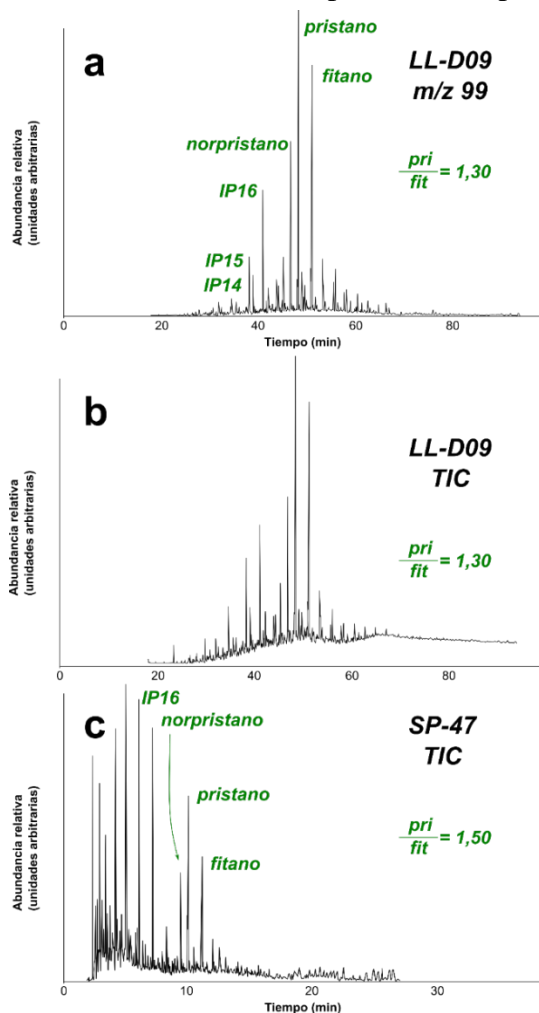 a
LL-D09
m/z 99
pristano
fitano
norpristano
IP16
IP15
IP14
pri
fit
= 1,30
Abundancia relativa
(unidades arbitrarias)
0
20
40
60
80
Tiempo (min)
b
LL-D09
TIC
pri
fit
= 1,30
Abundancia relativa
(unidades arbitrarias)
0
20
40
60
80
Tiempo (min)
c
SP-47
TIC
IP16
norpristano
pristano
fitano
pri
fit
= 1,50
Abundancia relativa
(unidades arbitrarias)
0
10
20
30
Tiempo (min)